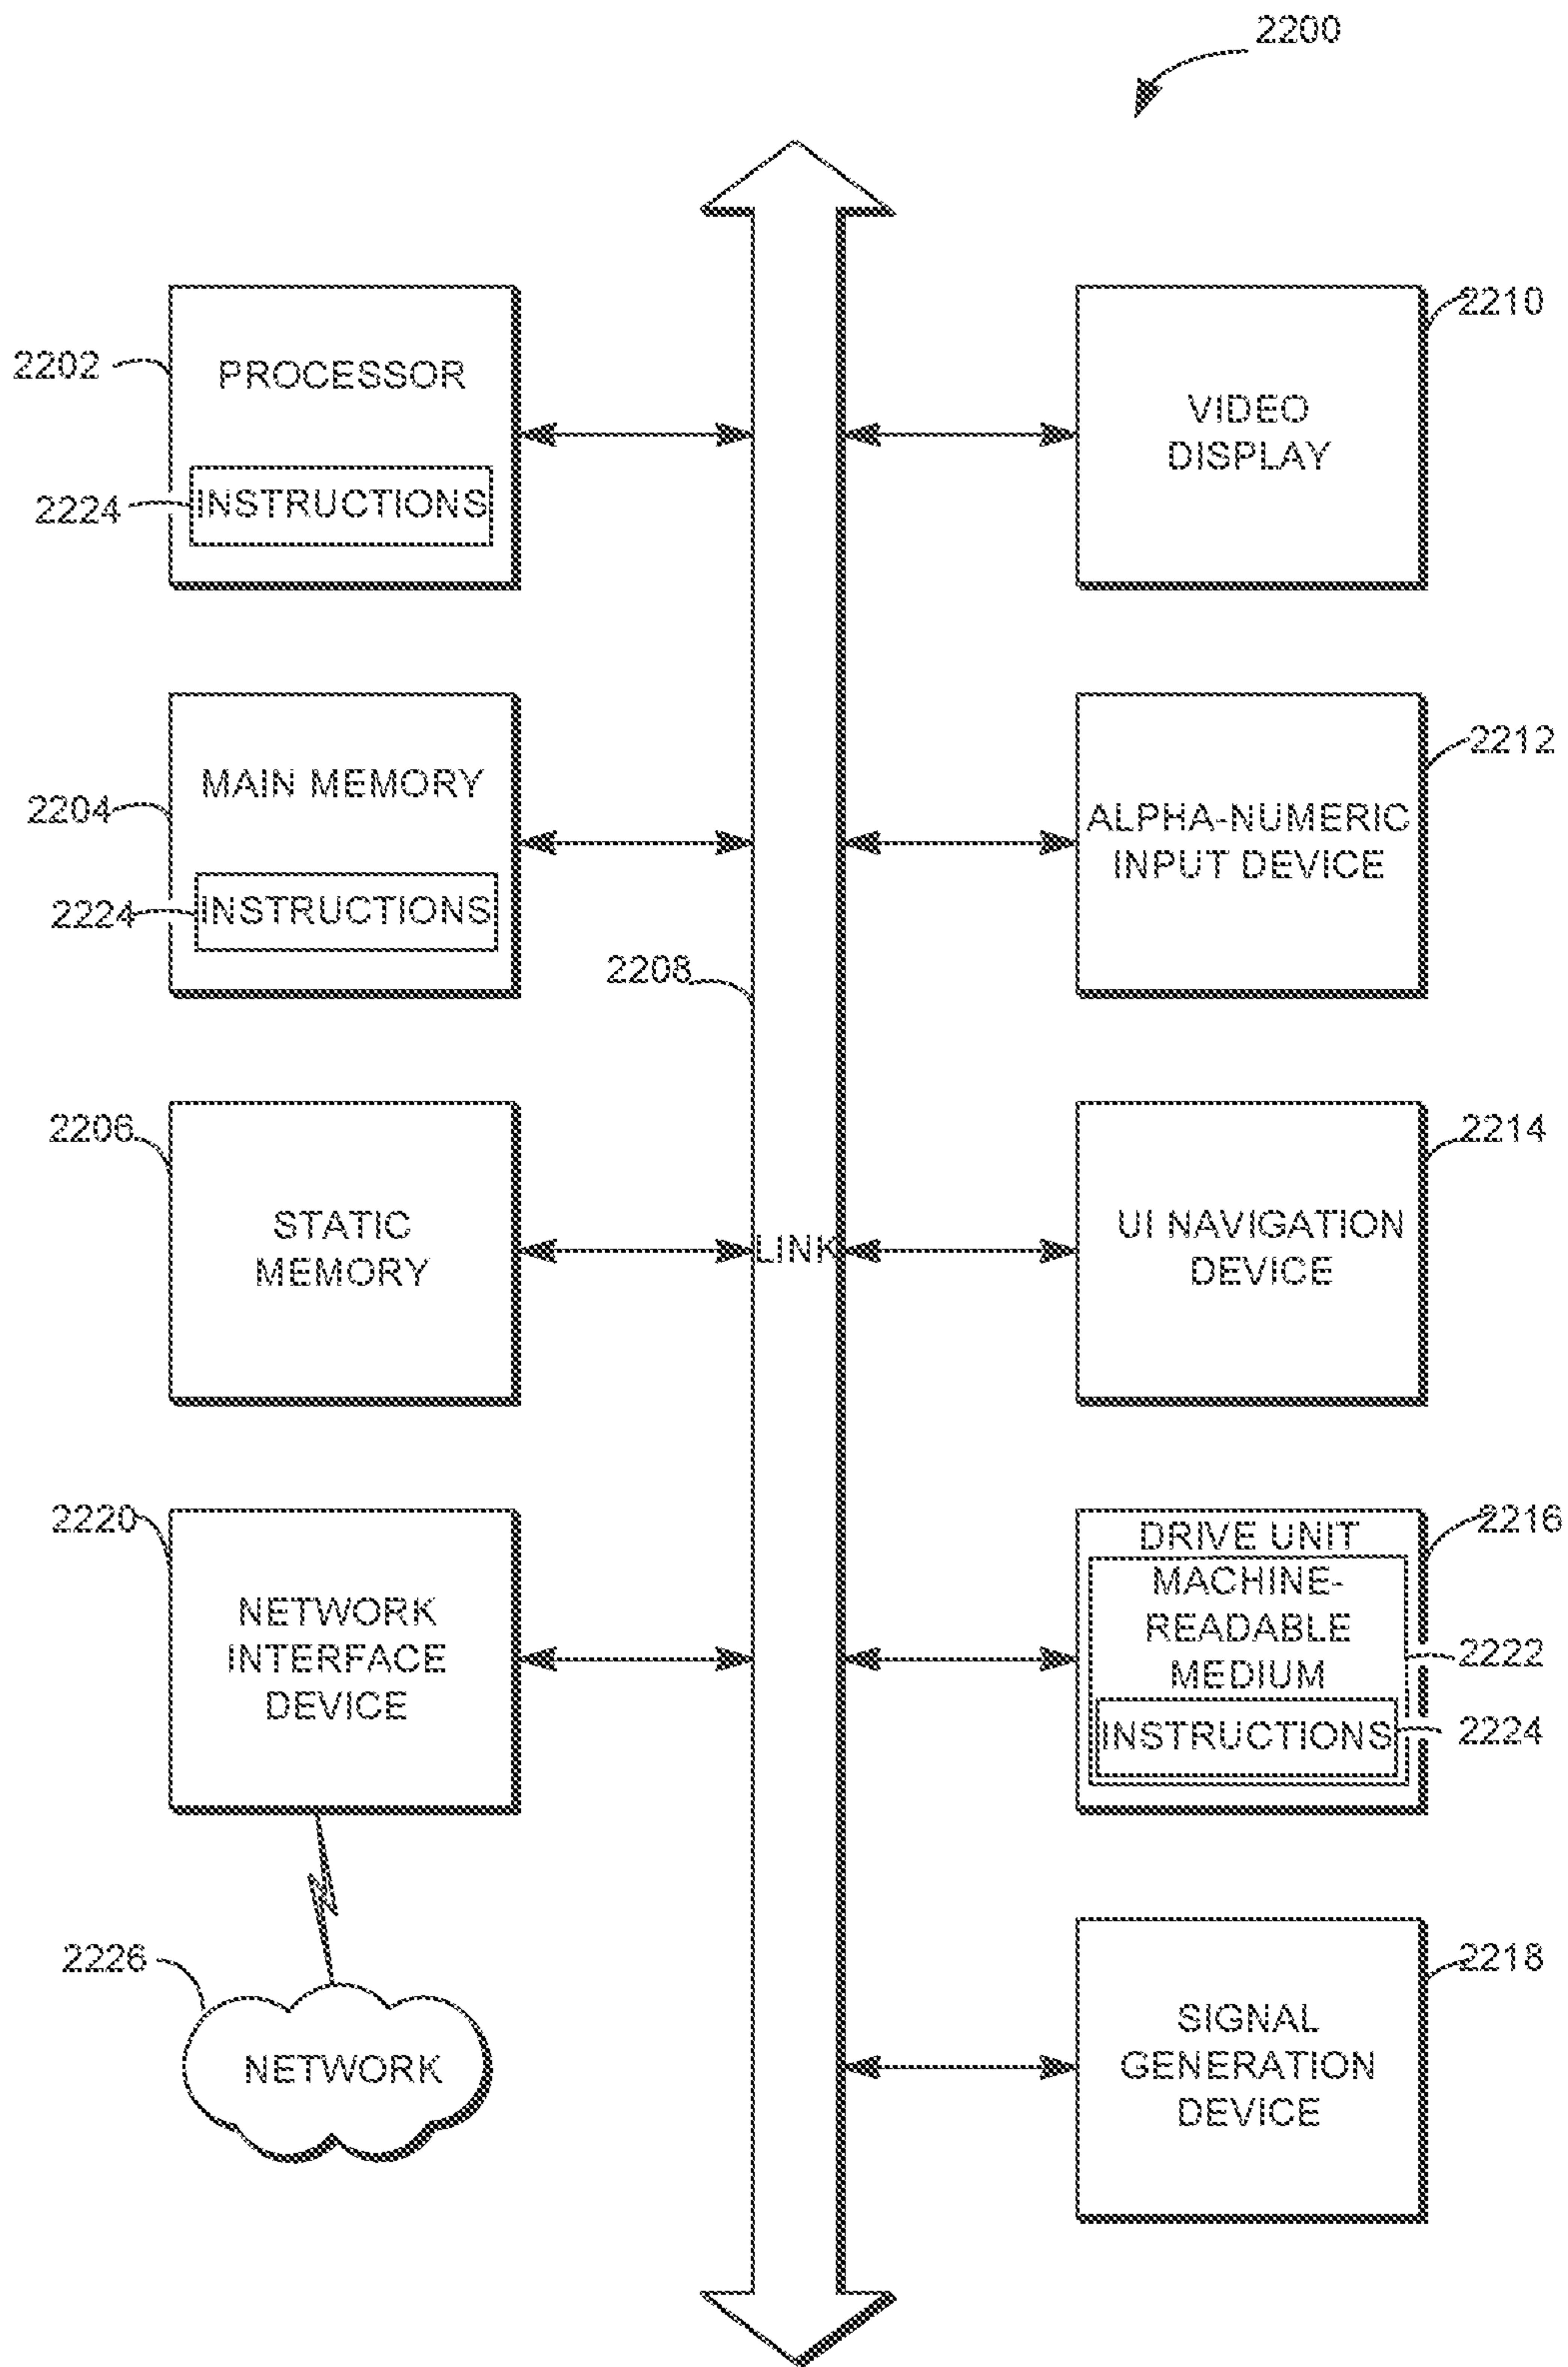 2200
2202
PROCESSOR
2224
INSTRUCTIONS
2210
VIDEO
DISPLAY
2204
MAIN MEMORY
2224
INSTRUCTIONS
2212
ALPHA-NUMERIC
INPUT DEVICE
2208
LINK
2206
STATIC
MEMORY
2214
UI NAVIGATION
DEVICE
2220
NETWORK
INTERFACE
DEVICE
2216
DRIVE UNIT
MACHINE-
READABLE
MEDIUM
2222
INSTRUCTIONS
2224
2226
NETWORK
2218
SIGNAL
GENERATION
DEVICE